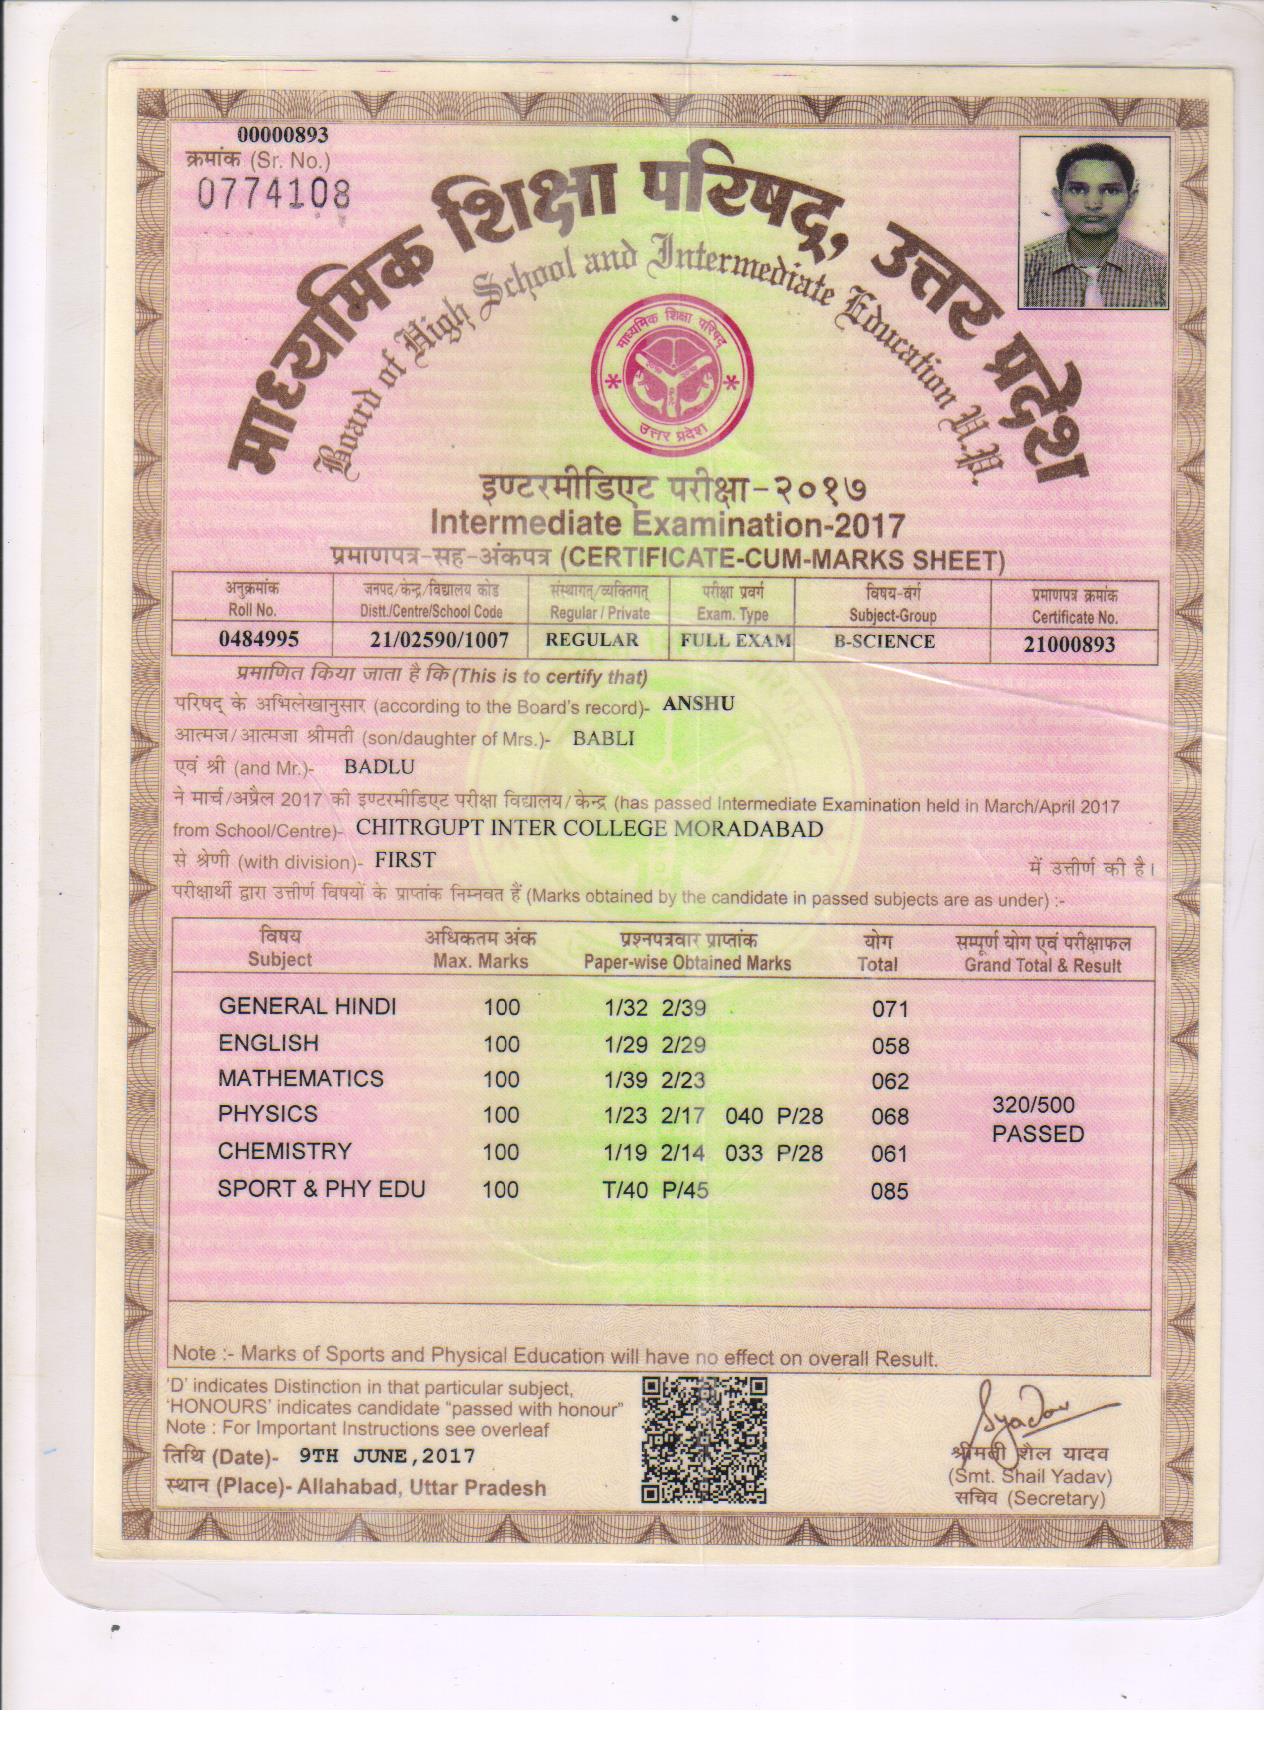 00000893
क्रमांक (Sr. No.)
0774108
माध्यमिक शिक्षा परिषद्, उत्तर प्रदेश
Board of High School and Intermediate Education U.P.
माध्यमिक शिक्षा परिषद्
उत्तर प्रदेश
इण्टरमीडिएट परीक्षा-२०१७
Intermediate Examination-2017
प्रमाणपत्र-सह-अंकपत्र (CERTIFICATE-CUM-MARKS SHEET)
अनुक्रमांक जनपद/केन्द्र/विद्यालय कोड संस्थागत्/व्यक्तिगत् परीक्षा प्रवर्ग विषय-वर्ग प्रमाणपत्र क्रमांक
Roll No. Distt./Centre/School Code Regular / Private Exam. Type Subject-Group Certificate No.
0484995 21/02590/1007 REGULAR FULL EXAM B-SCIENCE 21000893
प्रमाणित किया जाता है कि (This is to certify that)
परिषद् के अभिलेखानुसार (according to the Board's record)- ANSHU
आत्मज/आत्मजा श्रीमती (son/daughter of Mrs.)- BABLI
एवं श्री (and Mr.)- BADLU
ने मार्च/अप्रैल 2017 की इण्टरमीडिएट परीक्षा विद्यालय/केन्द्र (has passed Intermediate Examination held in March/April 2017
from School/Centre)- CHITRGUPT INTER COLLEGE MORADABAD
से श्रेणी (with division)- FIRST में उत्तीर्ण की है।
परीक्षार्थी द्वारा उत्तीर्ण विषयों के प्राप्तांक निम्नवत हैं (Marks obtained by the candidate in passed subjects are as under) :-
विषय अधिकतम अंक प्रश्नपत्रवार प्राप्तांक योग सम्पूर्ण योग एवं परीक्षाफल
Subject Max. Marks Paper-wise Obtained Marks Total Grand Total & Result
GENERAL HINDI 100 1/32 2/39 071
ENGLISH 100 1/29 2/29 058
MATHEMATICS 100 1/39 2/23 062
PHYSICS 100 1/23 2/17 040 P/28 068 320/500
PASSED
CHEMISTRY 100 1/19 2/14 033 P/28 061
SPORT & PHY EDU 100 T/40 P/45 085
Note :- Marks of Sports and Physical Education will have no effect on overall Result.
'D' indicates Distinction in that particular subject,
'HONOURS' indicates candidate "passed with honour"
Note : For Important Instructions see overleaf
तिथि (Date)- 9TH JUNE,2017
स्थान (Place)- Allahabad, Uttar Pradesh
Syadav
श्रीमती शैल यादव
(Smt. Shail Yadav)
सचिव (Secretary)